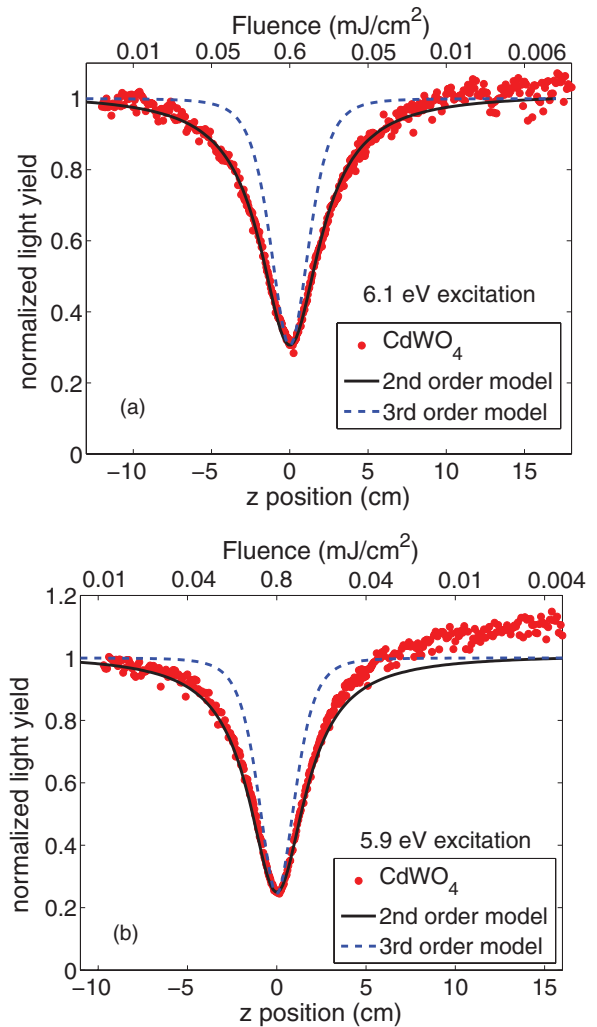 Fluence (mJ/cm²)
0.01 0.05 0.6 0.05 0.01 0.006
1
0.8
0.6
0.4
0.2
0
normalized light yield
6.1 eV excitation
CdWO₄
2nd order model
3rd order model
(a)
−10 −5 0 5 10 15
z position (cm)
Fluence (mJ/cm²)
0.01 0.04 0.8 0.04 0.01 0.004
1.2
1
0.8
0.6
0.4
0.2
0
normalized light yield
5.9 eV excitation
CdWO₄
2nd order model
3rd order model
(b)
−10 −5 0 5 10 15
z position (cm)